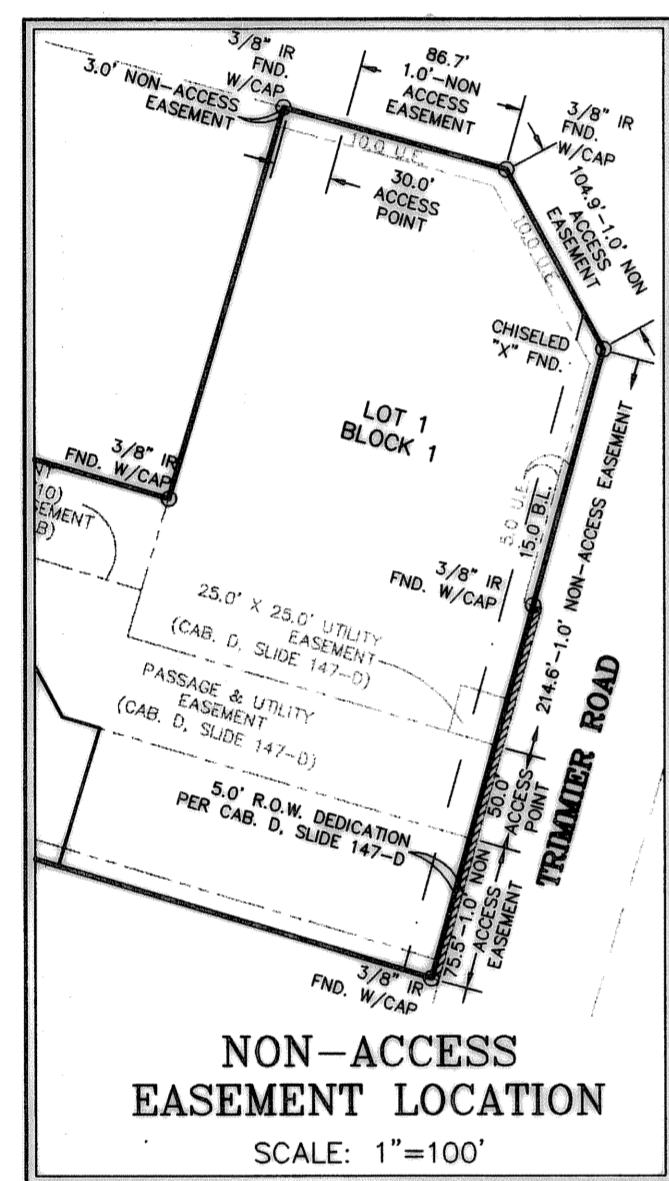 3/8" IR
FND.
W/CAP
3.0' NON-ACCESS
EASEMENT
86.7'
1.0'-NON
ACCESS
EASEMENT
3/8" IR
FND.
W/CAP
10.0 U.E.
30.0'
ACCESS
POINT
10.0 U.E.
104.9'-1.0' NON
ACCESS
EASEMENT
CHISELED
"X" FND.
LOT 1
BLOCK 1
3/8" IR
FND. W/CAP
NT
10)
SEMENT
B)
5.0 U.E.
15.0 B.L.
3/8" IR
FND. W/CAP
214.6'-1.0' NON-ACCESS EASEMENT
25.0' X 25.0' UTILITY
EASEMENT
(CAB. D, SLIDE 147-D)
PASSAGE & UTILITY
EASEMENT
(CAB. D, SLIDE 147-D)
TRIMMIER ROAD
50.0'
ACCESS
POINT
5.0' R.O.W. DEDICATION
PER CAB. D, SLIDE 147-D
75.5'-1.0' NON
ACCESS
EASEMENT
3/8" IR
FND. W/CAP
NON-ACCESS
EASEMENT LOCATION
SCALE: 1"=100'